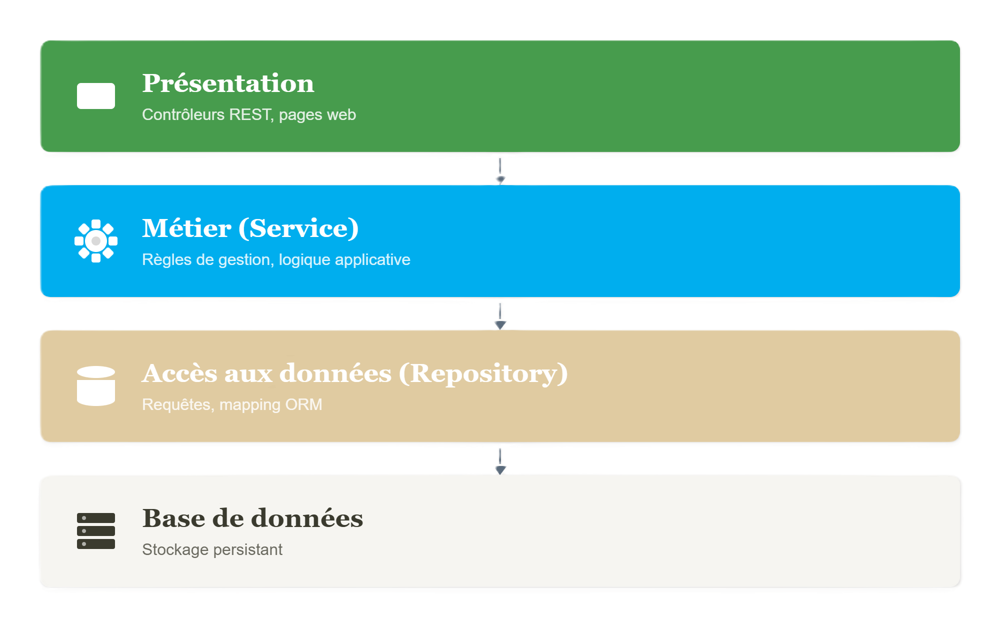 Présentation
Contrôleurs REST, pages web
Métier (Service)
Règles de gestion, logique applicative
Accès aux données (Repository)
Requêtes, mapping ORM
Base de données
Stockage persistant